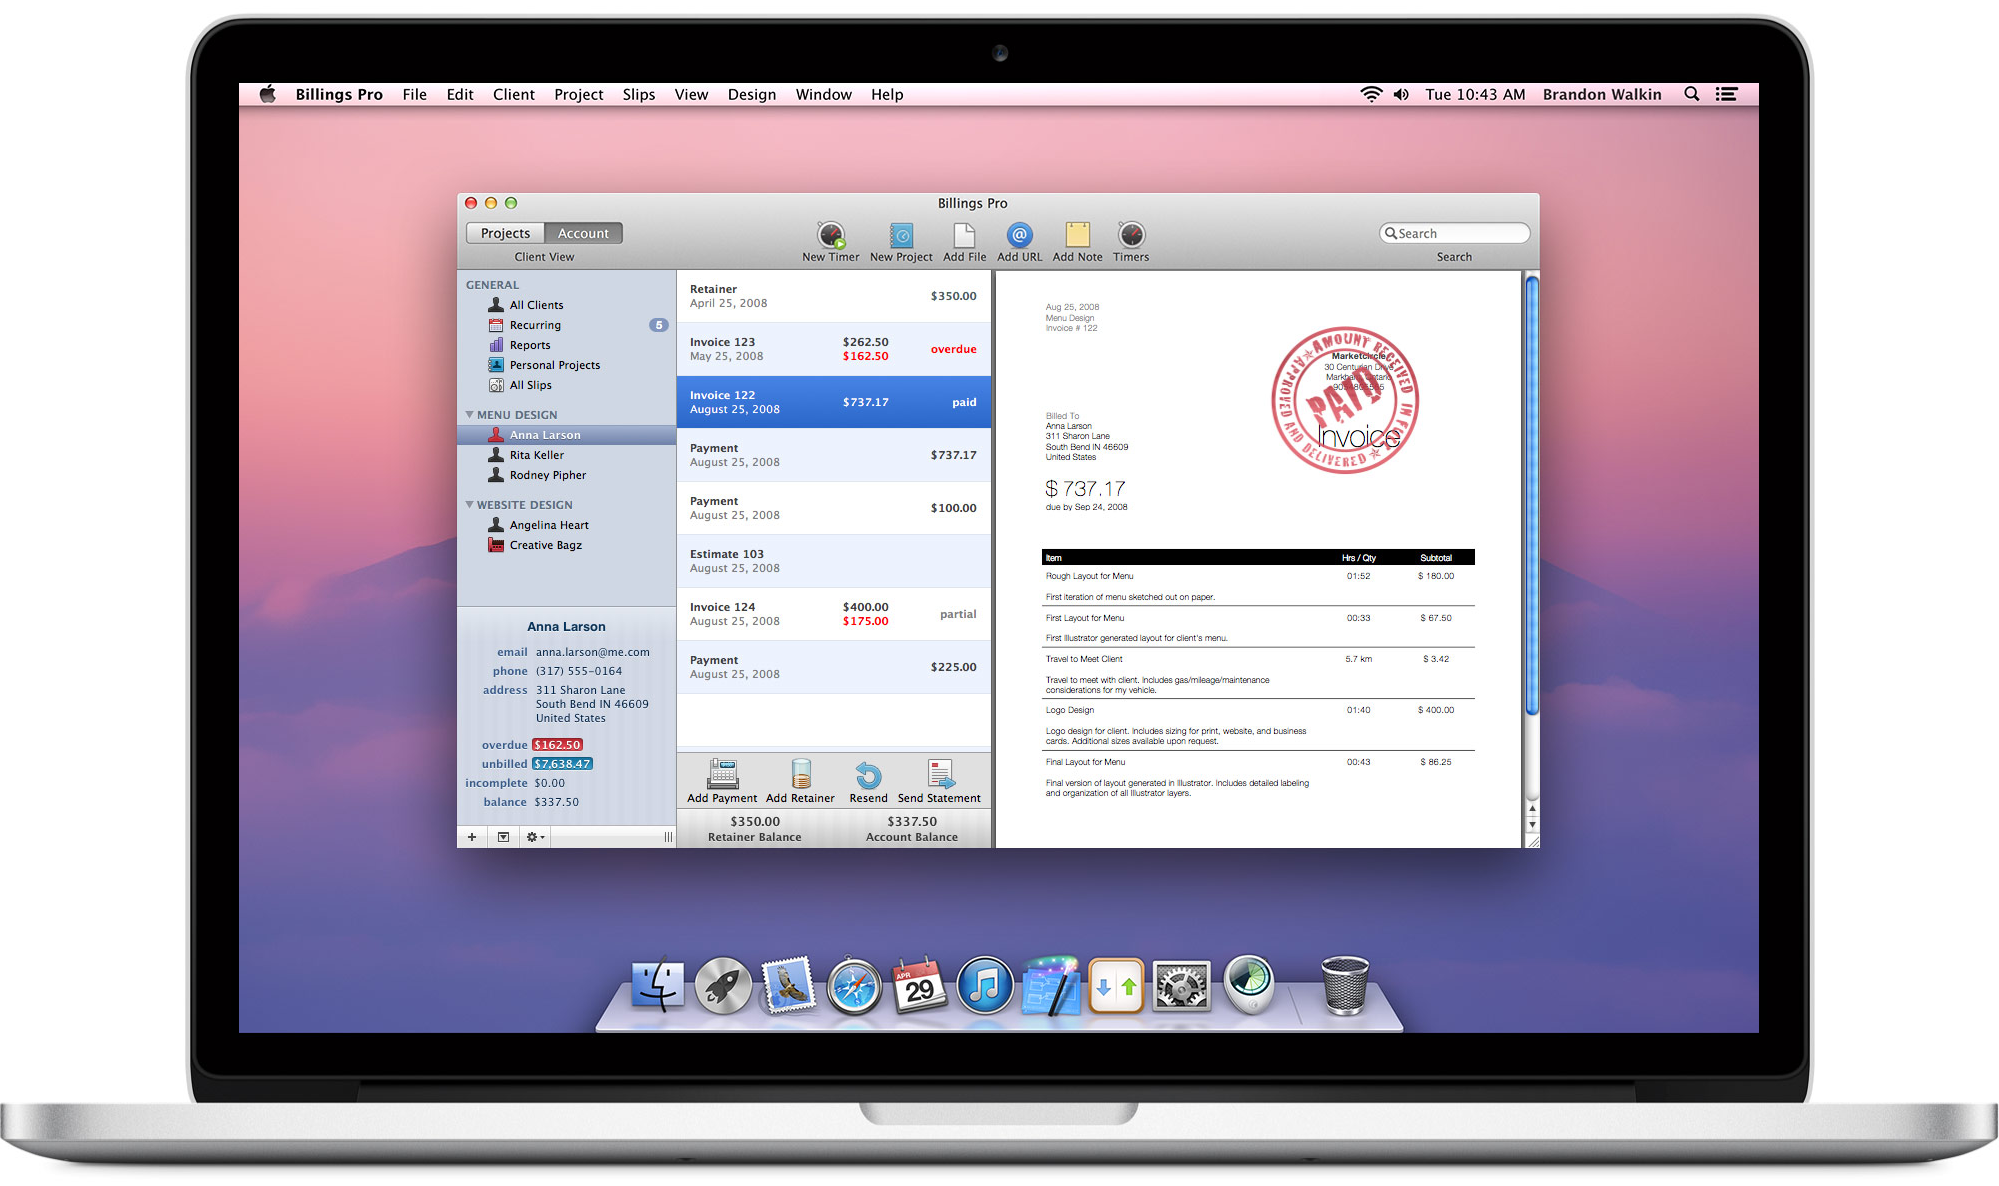 Billings Pro File Edit Client Project Slips View Design Window Help
Tue 10:43 AM Brandon Walkin
Billings Pro
Projects Account
Client View
New Timer New Project Add File Add URL Add Note Timers
Search
Search
GENERAL
All Clients
Recurring 5
Reports
Personal Projects
All Slips
MENU DESIGN
Anna Larson
Rita Keller
Rodney Pipher
WEBSITE DESIGN
Angelina Heart
Creative Bagz
Anna Larson
email anna.larson@me.com
phone (317) 555-0164
address 311 Sharon Lane
South Bend IN 46609
United States
overdue $162.50
unbilled $7,638.47
incomplete $0.00
balance $337.50
Retainer
April 25, 2008
$350.00
Invoice 123
May 25, 2008
$262.50
$162.50
overdue
Invoice 122
August 25, 2008
$737.17
paid
Payment
August 25, 2008
$737.17
Payment
August 25, 2008
$100.00
Estimate 103
August 25, 2008
Invoice 124
August 25, 2008
$400.00
$175.00
partial
Payment
August 25, 2008
$225.00
Add Payment Add Retainer Resend Send Statement
$350.00
Retainer Balance
$337.50
Account Balance
Aug 25, 2008
Menu Design
Invoice # 122
Marketcircle
30 Centurian Drive
Markham, Ontario
AMOUNT RECEIVED IN FULL
APPROVED AND DELIVERED
PAID
Invoice
Billed To
Anna Larson
311 Sharon Lane
South Bend IN 46609
United States
$ 737.17
due by Sep 24, 2008
Item Hrs / Qty Subtotal
Rough Layout for Menu 01:52 $ 180.00
First iteration of menu sketched out on paper.
First Layout for Menu 00:33 $ 67.50
First Illustrator generated layout for client's menu.
Travel to Meet Client 5.7 km $ 3.42
Travel to meet with client. Includes gas/mileage/maintenance
considerations for my vehicle.
Logo Design 01:40 $ 400.00
Logo design for client. Includes sizing for print, website, and business
cards. Additional sizes available upon request.
Final Layout for Menu 00:43 $ 86.25
Final version of layout generated in Illustrator. Includes detailed labeling
and organization of all Illustrator layers.
APR
29